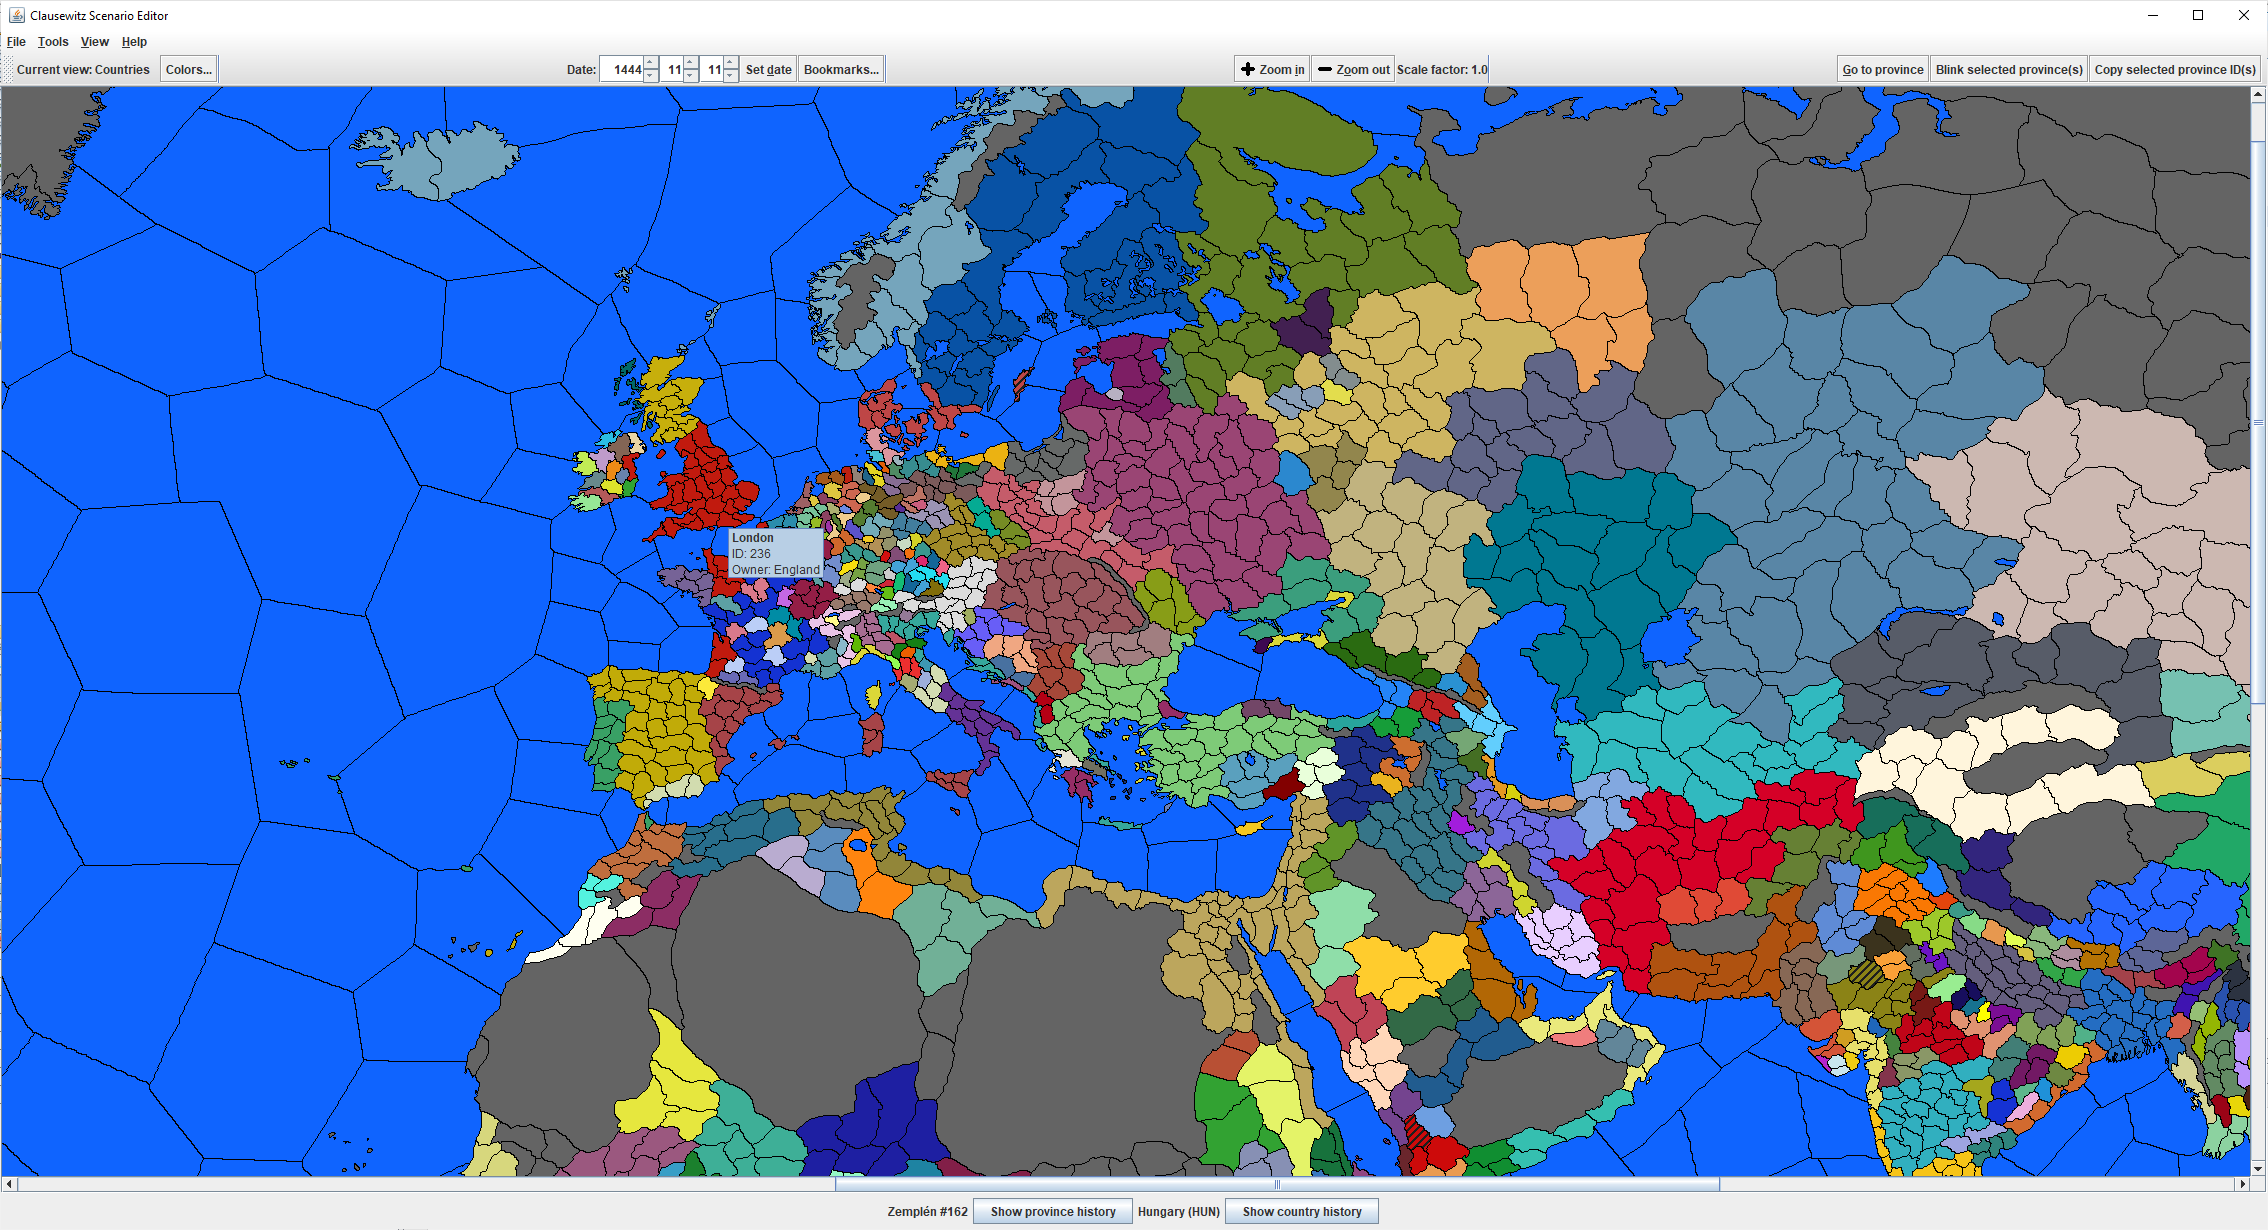 Clausewitz Scenario Editor
File Tools View Help
Current view: Countries Colors... Date: 1444 11 11 Set date Bookmarks... Zoom in Zoom out Scale factor: 1.0 Go to province Blink selected province(s) Copy selected province ID(s)
London
ID: 236
Owner: England
Zemplén #162 Show province history Hungary (HUN) Show country history